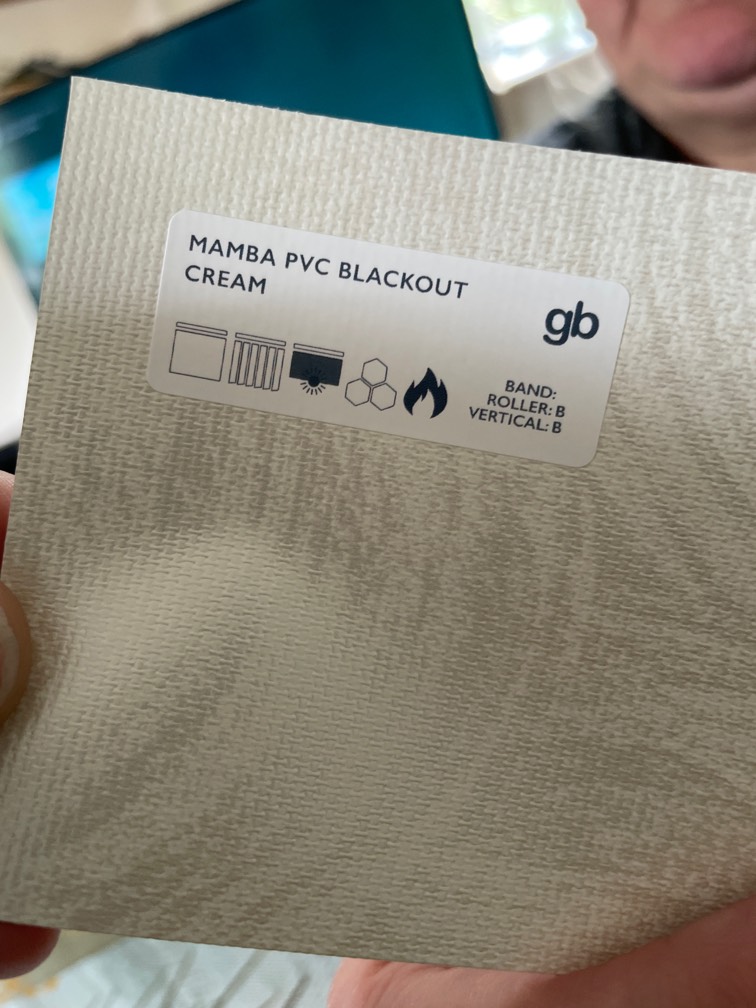 MAMBA PVC BLACKOUT
CREAM
gb
BAND:
ROLLER: B
VERTICAL: B